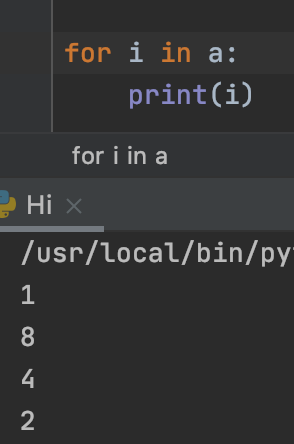 for i in a:
print(i)
for i in a
Hi
/usr/local/bin/py
1
8
4
2